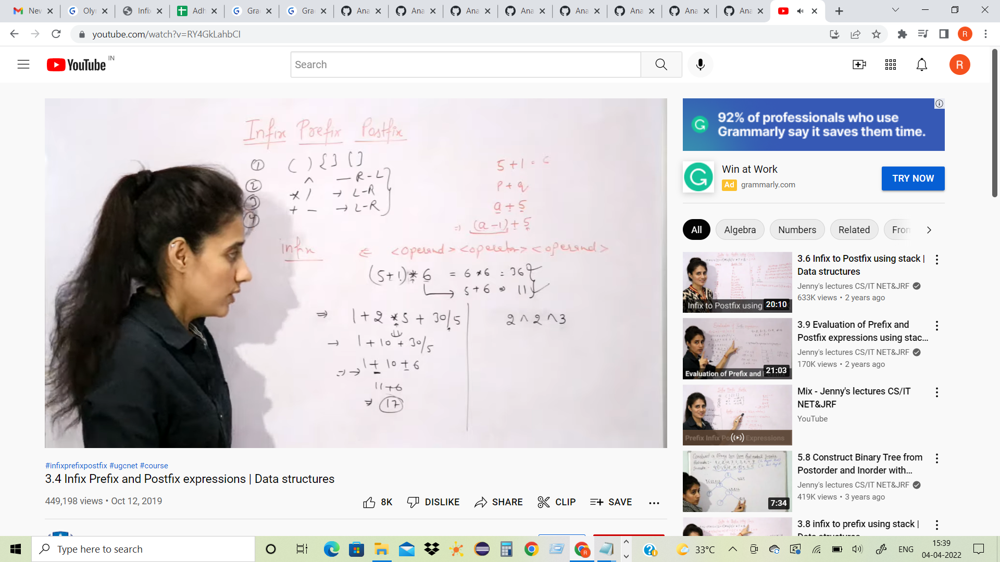 New
Oly
Infix
Adh
Gra
Gra
Ana
Ana
Ana
Ana
Ana
Ana
Ana
Ana
youtube.com/watch?v=RY4GkLahbCI
R
YouTube IN
Search
R
Infix Prefix Postfix
① ( ) { } [ ]
② ^ — R-L
③ * / → L-R
④ + - → L-R
5+1 = 6
p + q
a + 5
⇒ (a-1) + 5
infix <operand> <operator> <operand>
(5+1)* 6 = 6*6 = 36
→ 5+6 ⇒ 11
⇒ 1+2*5 + 30/5
→ 1+10+30/5
⇒→ 1+10+6
11+6
⇒ 17
2^2^3
#infixprefixpostfix #ugcnet #course
3.4 Infix Prefix and Postfix expressions | Data structures
449,198 views • Oct 12, 2019
8K DISLIKE SHARE CLIP SAVE
92% of professionals who use
Grammarly say it saves them time.
Win at Work
Ad grammarly.com
TRY NOW
All Algebra Numbers Related From
Infix to Postfix using 20:10
3.6 Infix to Postfix using stack |
Data structures
Jenny's lectures CS/IT NET&JRF
633K views • 2 years ago
Evaluation of Prefix and 21:03
3.9 Evaluation of Prefix and
Postfix expressions using stac...
Jenny's lectures CS/IT NET&JRF
170K views • 2 years ago
Mix - Jenny's lectures CS/IT
NET&JRF
YouTube
7:34
5.8 Construct Binary Tree from
Postorder and Inorder with...
Jenny's lectures CS/IT NET&JRF
419K views • 3 years ago
3.8 infix to prefix using stack |
Data structures
Type here to search
33°C
ENG
15:39
04-04-2022